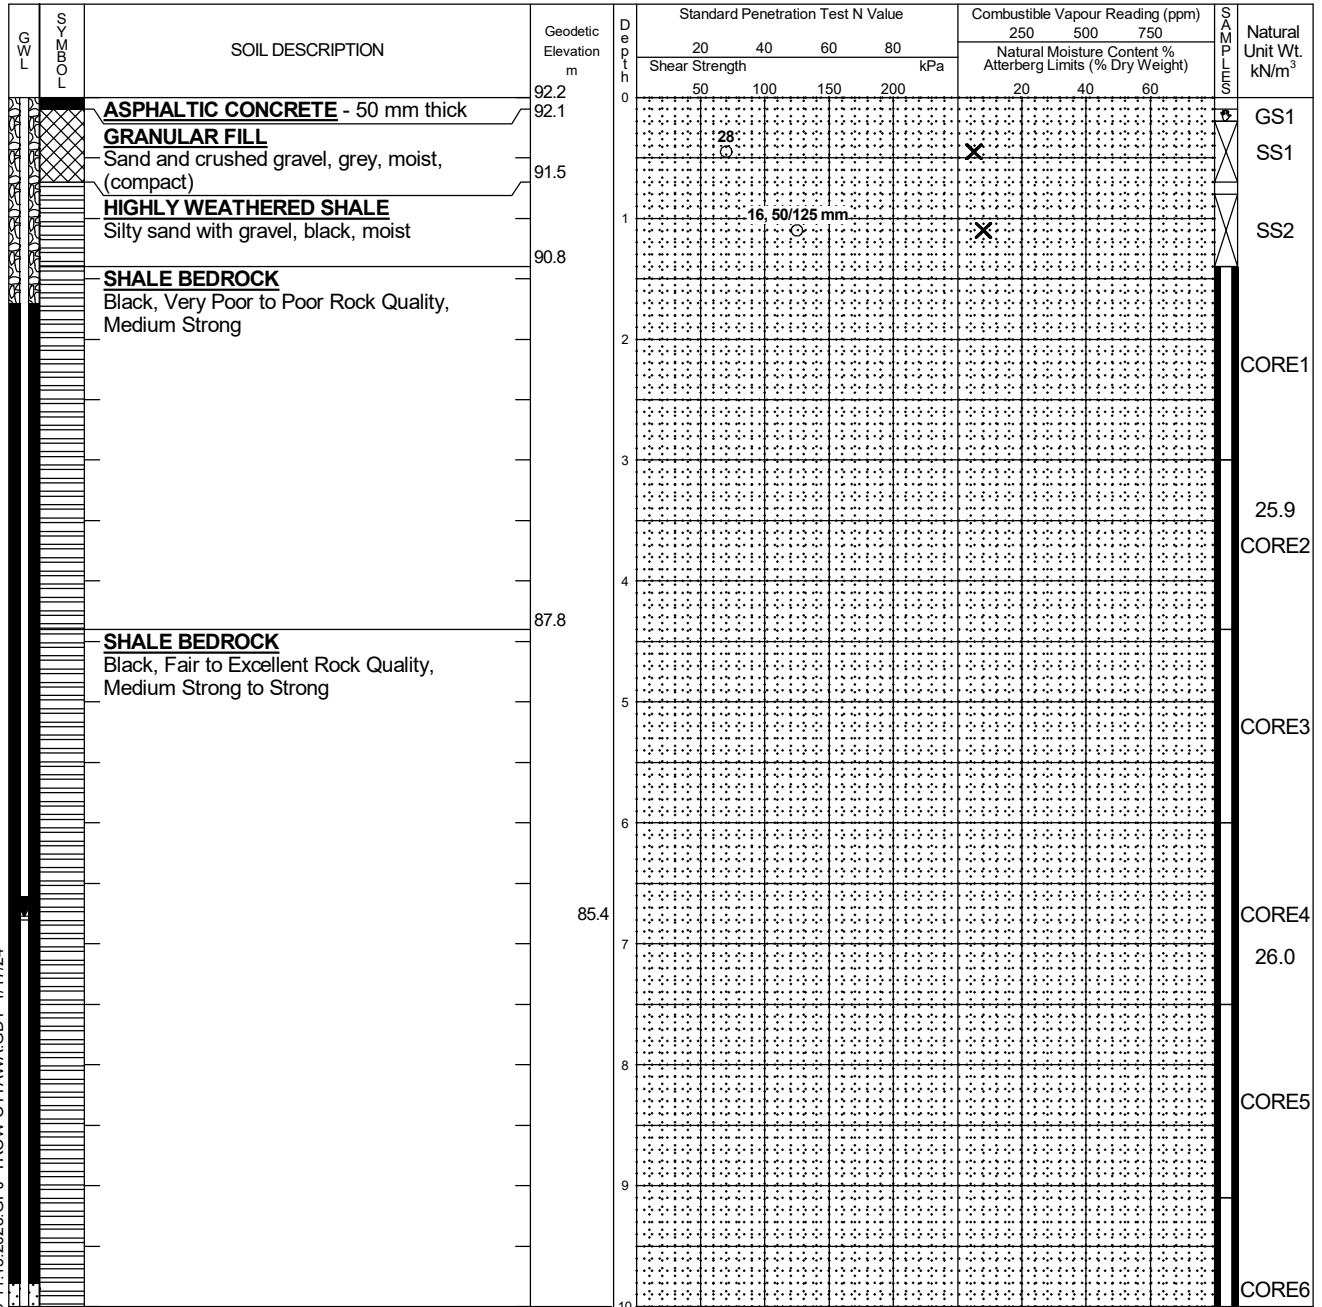 GWL
SYMBOL
SOIL DESCRIPTION
Geodetic
Elevation
m
Depth
Standard Penetration Test N Value
20 40 60 80
Shear Strength kPa
50 100 150 200
Combustible Vapour Reading (ppm)
250 500 750
Natural Moisture Content %
Atterberg Limits (% Dry Weight)
20 40 60
SAMPLES
Natural
Unit Wt.
kN/m³
92.2
0
ASPHALTIC CONCRETE - 50 mm thick
92.1
GS1
GRANULAR FILL
Sand and crushed gravel, grey, moist,
(compact)
28
SS1
91.5
HIGHLY WEATHERED SHALE
Silty sand with gravel, black, moist
1
16, 50/125 mm
SS2
90.8
SHALE BEDROCK
Black, Very Poor to Poor Rock Quality,
Medium Strong
2
CORE1
3
25.9
CORE2
4
87.8
SHALE BEDROCK
Black, Fair to Excellent Rock Quality,
Medium Strong to Strong
5
CORE3
6
85.4
CORE4
7
26.0
8
CORE5
9
CORE6
10